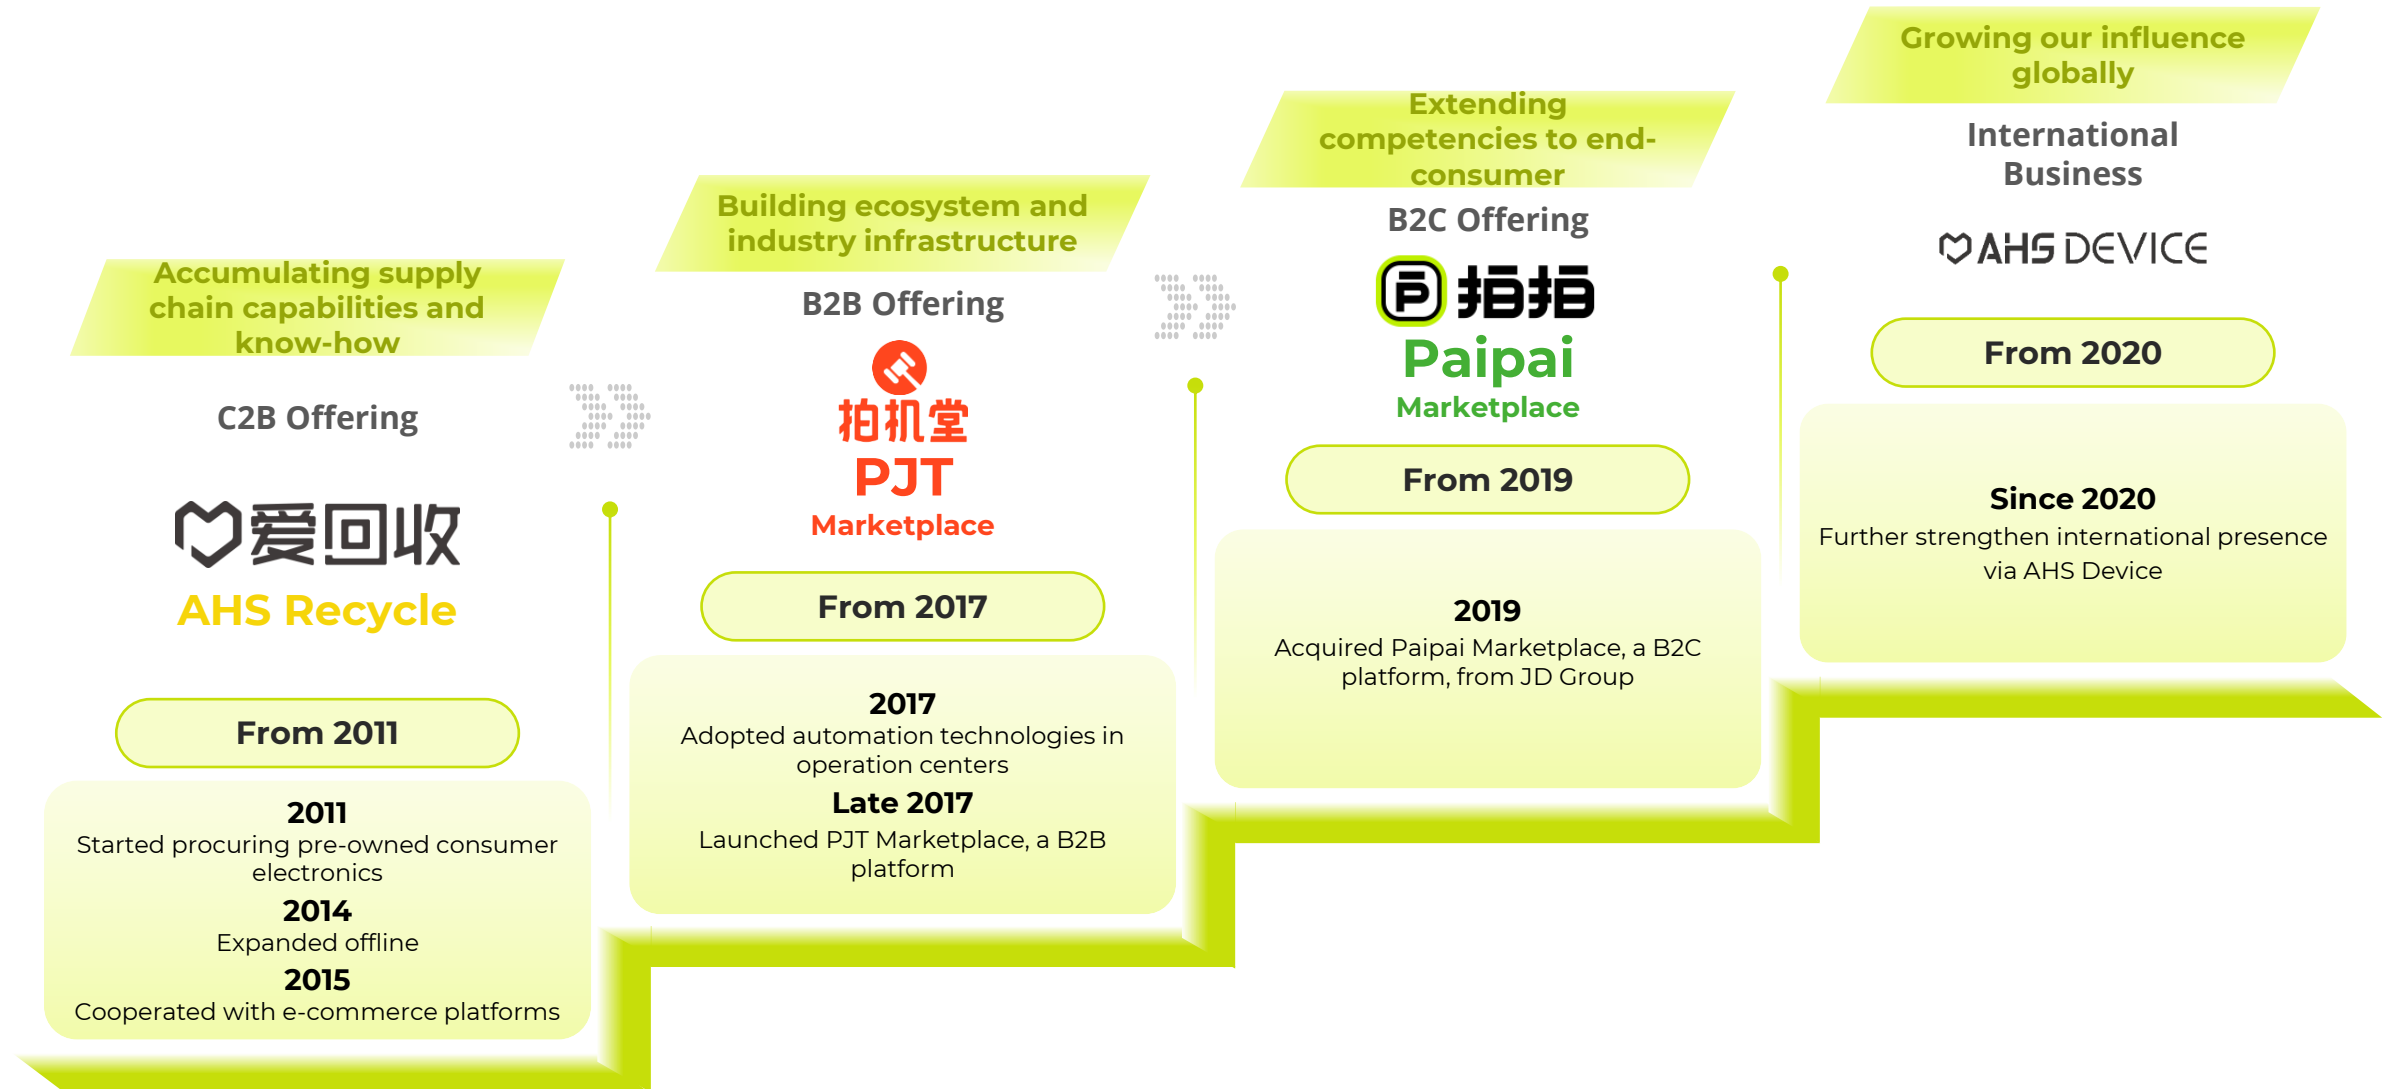 Accumulating supply
chain capabilities and
know-how
C2B Offering
爱回收
AHS Recycle
From 2011
2011
Started procuring pre-owned consumer
electronics
2014
Expanded offline
2015
Cooperated with e-commerce platforms
Building ecosystem and
industry infrastructure
B2B Offering
拍机堂
PJT
Marketplace
From 2017
2017
Adopted automation technologies in
operation centers
Late 2017
Launched PJT Marketplace, a B2B
platform
Extending
competencies to end-
consumer
B2C Offering
P 拍拍
Paipai
Marketplace
From 2019
2019
Acquired Paipai Marketplace, a B2C
platform, from JD Group
Growing our influence
globally
International
Business
AHS DEVICE
From 2020
Since 2020
Further strengthen international presence
via AHS Device